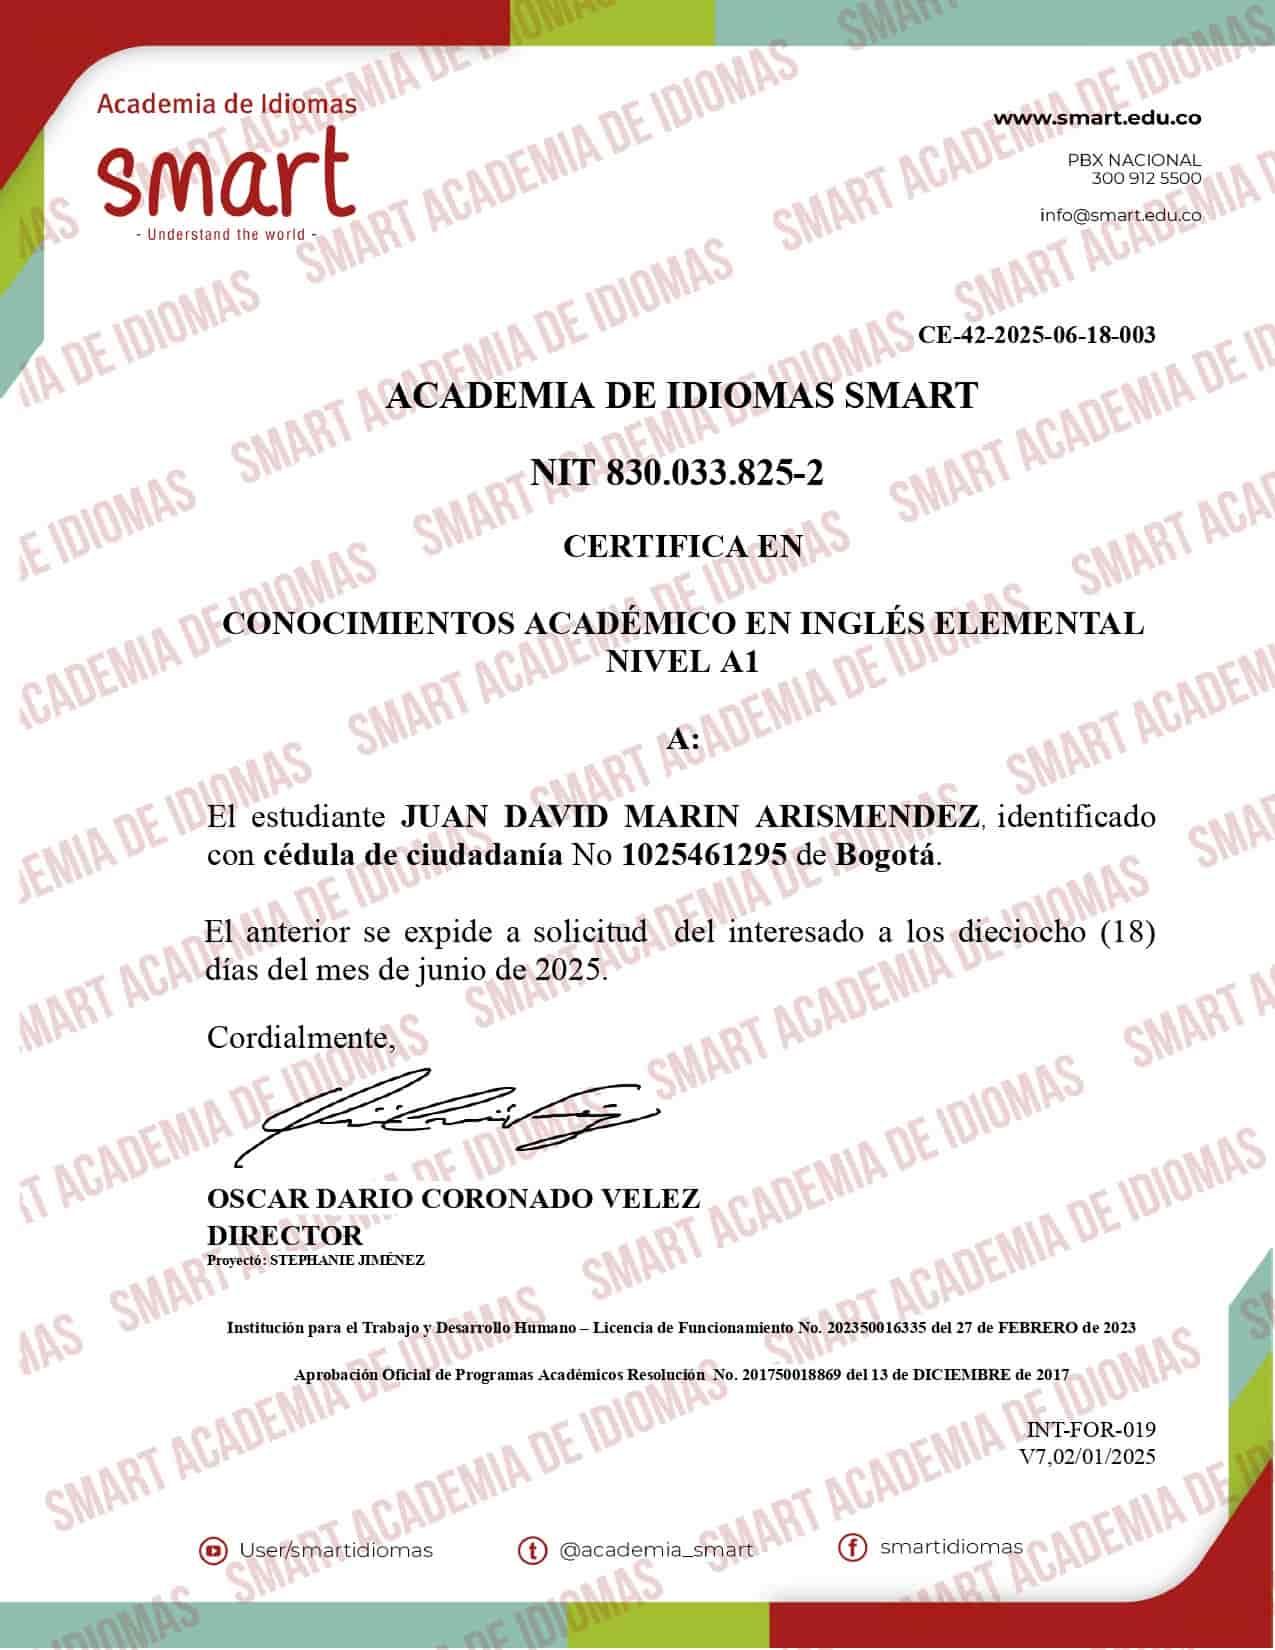 Academia de Idiomas
smart
- Understand the world -
www.smart.edu.co
PBX NACIONAL
300 912 5500
info@smart.edu.co
CE-42-2025-06-18-003
ACADEMIA DE IDIOMAS SMART
NIT 830.033.825-2
CERTIFICA EN
CONOCIMIENTOS ACADÉMICO EN INGLÉS ELEMENTAL
NIVEL A1
A:
El estudiante JUAN DAVID MARIN ARISMENDEZ, identificado
con cédula de ciudadanía No 1025461295 de Bogotá.
El anterior se expide a solicitud del interesado a los dieciocho (18)
días del mes de junio de 2025.
Cordialmente,
OSCAR DARIO CORONADO VELEZ
DIRECTOR
Proyectó: STEPHANIE JIMÉNEZ
Institución para el Trabajo y Desarrollo Humano – Licencia de Funcionamiento No. 202350016335 del 27 de FEBRERO de 2023
Aprobación Oficial de Programas Académicos Resolución No. 201750018869 del 13 de DICIEMBRE de 2017
INT-FOR-019
V7,02/01/2025
User/smartidiomas
@academia_smart
smartidiomas
SMART ACADEMIA DE IDIOMAS